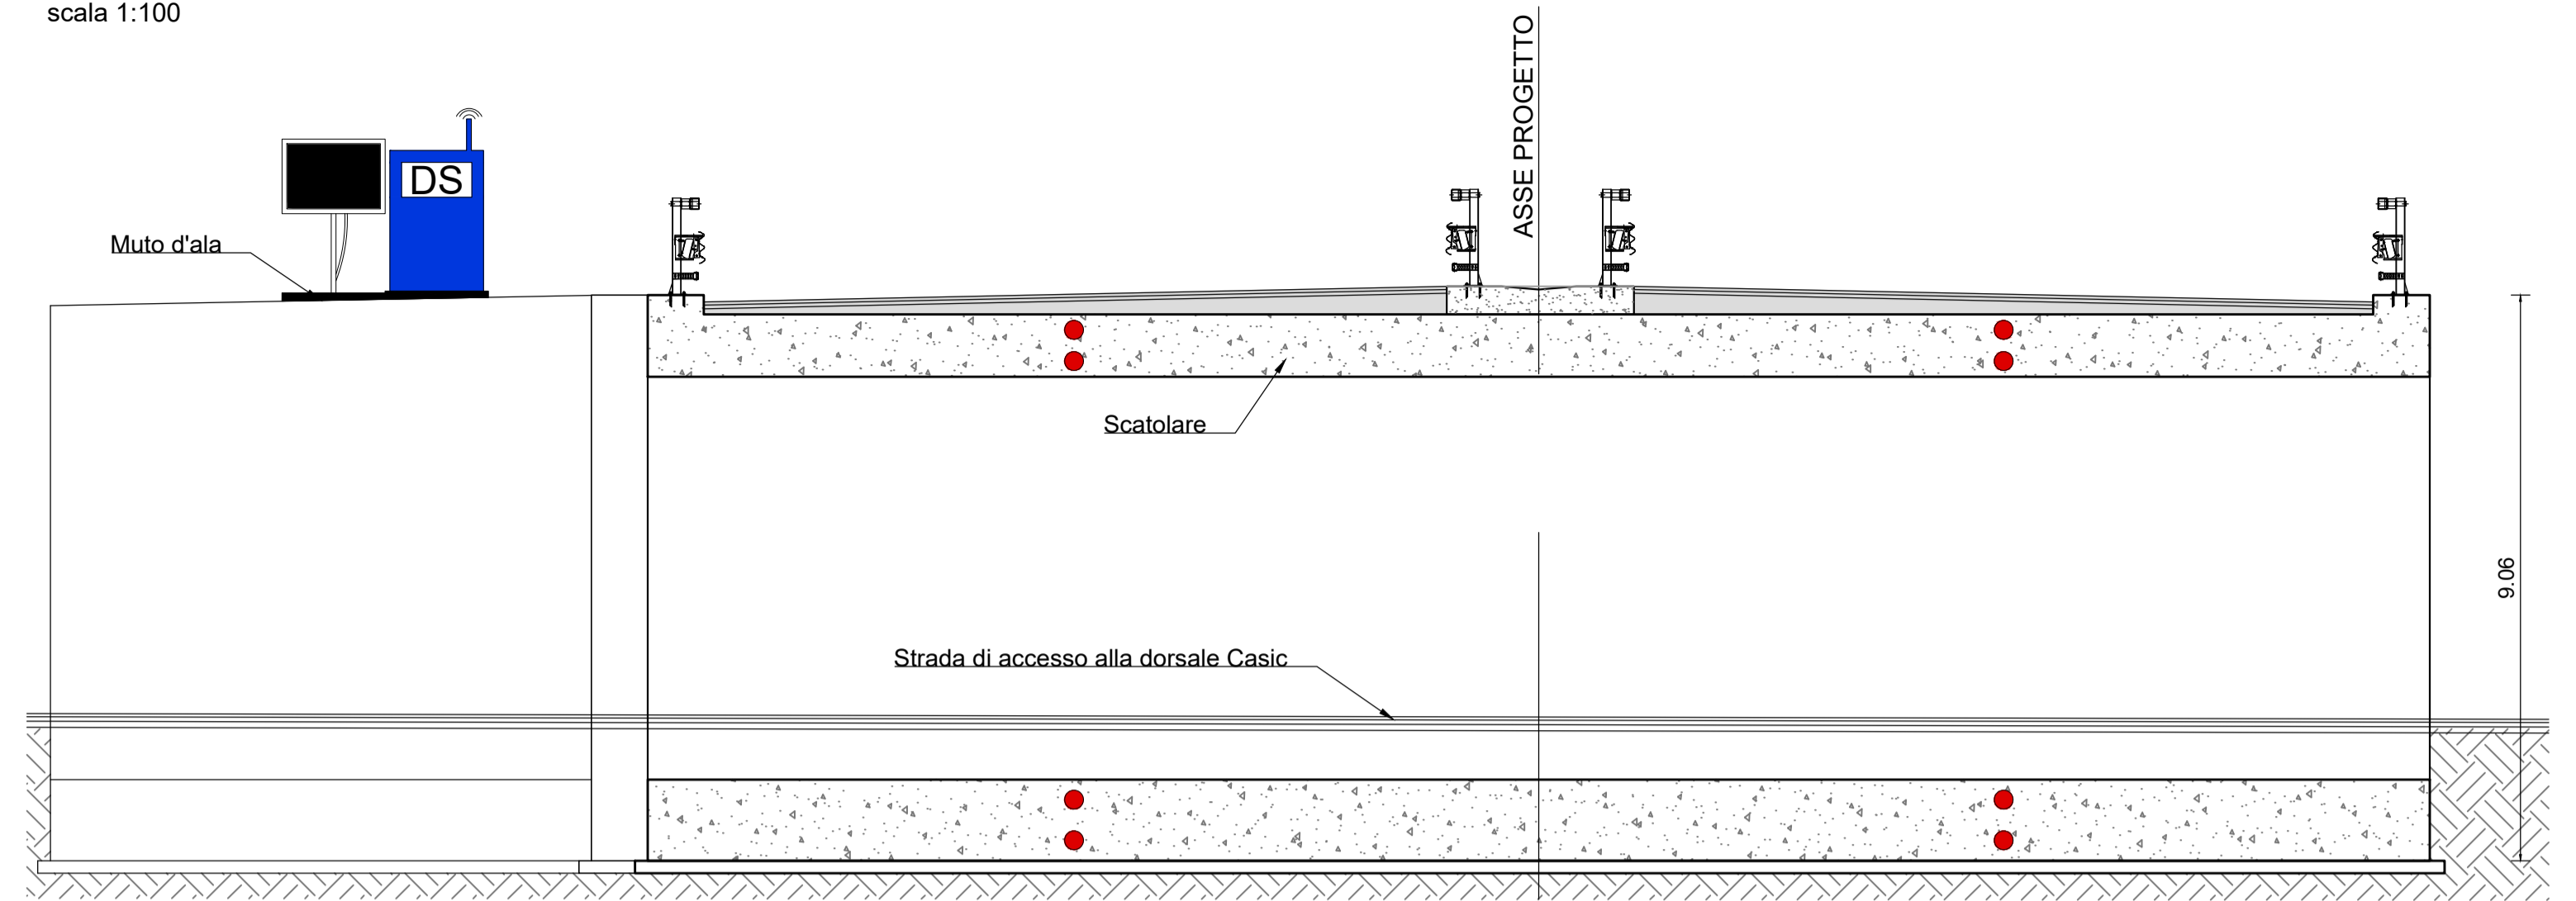 scala 1:100
ASSE PROGETTO
DS
Muto d'ala
Scatolare
9.06
Strada di accesso alla dorsale Casic